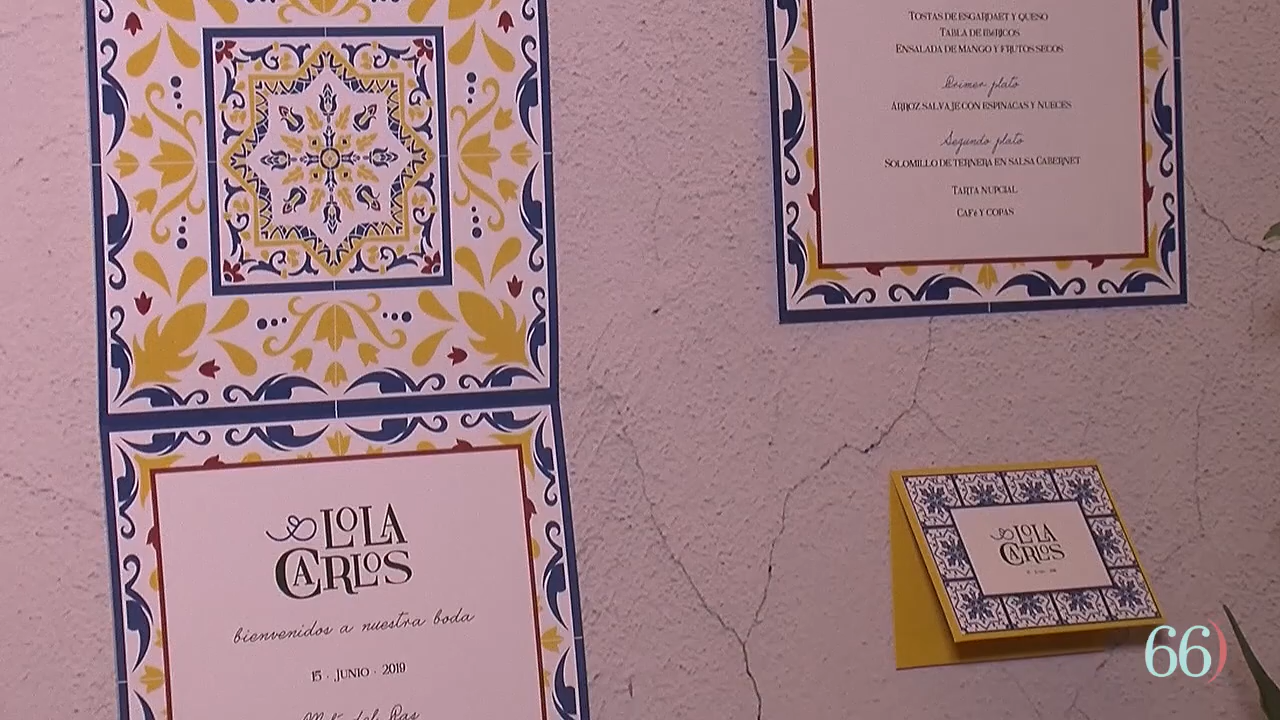 LOLA
CARLOS
bienvenidos a nuestra boda
15 · JUNIO · 2019
TOSTAS DE ESGARRAET Y QUESO
TABLA DE IBÉRICOS
ENSALADA DE MANGO Y FRUTOS SECOS
Primer plato
ARROZ SALVAJE CON ESPINACAS Y NUECES
Segundo plato
SOLOMILLO DE TERNERA EN SALSA CABERNET
TARTA NUPCIAL
CAFé Y COPAS
LOLA
CARLOS
66)